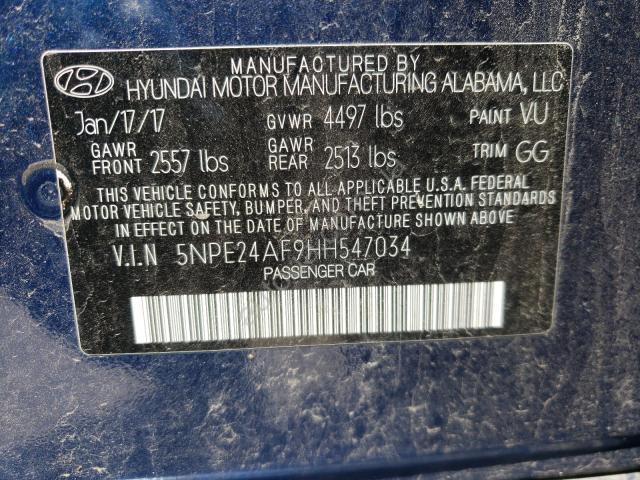 MANUFACTURED BY
HYUNDAI MOTOR MANUFACTURING ALABAMA, LLC
Jan/17/17 GVWR 4497 lbs PAINT VU
GAWR FRONT 2557 lbs GAWR REAR 2513 lbs TRIM GG
THIS VEHICLE CONFORMS TO ALL APPLICABLE U.S.A. FEDERAL
MOTOR VEHICLE SAFETY, BUMPER, AND THEFT PREVENTION STANDARDS
IN EFFECT ON THE DATE OF MANUFACTURE SHOWN ABOVE.
V.I.N 5NPE24AF9HH547034
PASSENGER CAR